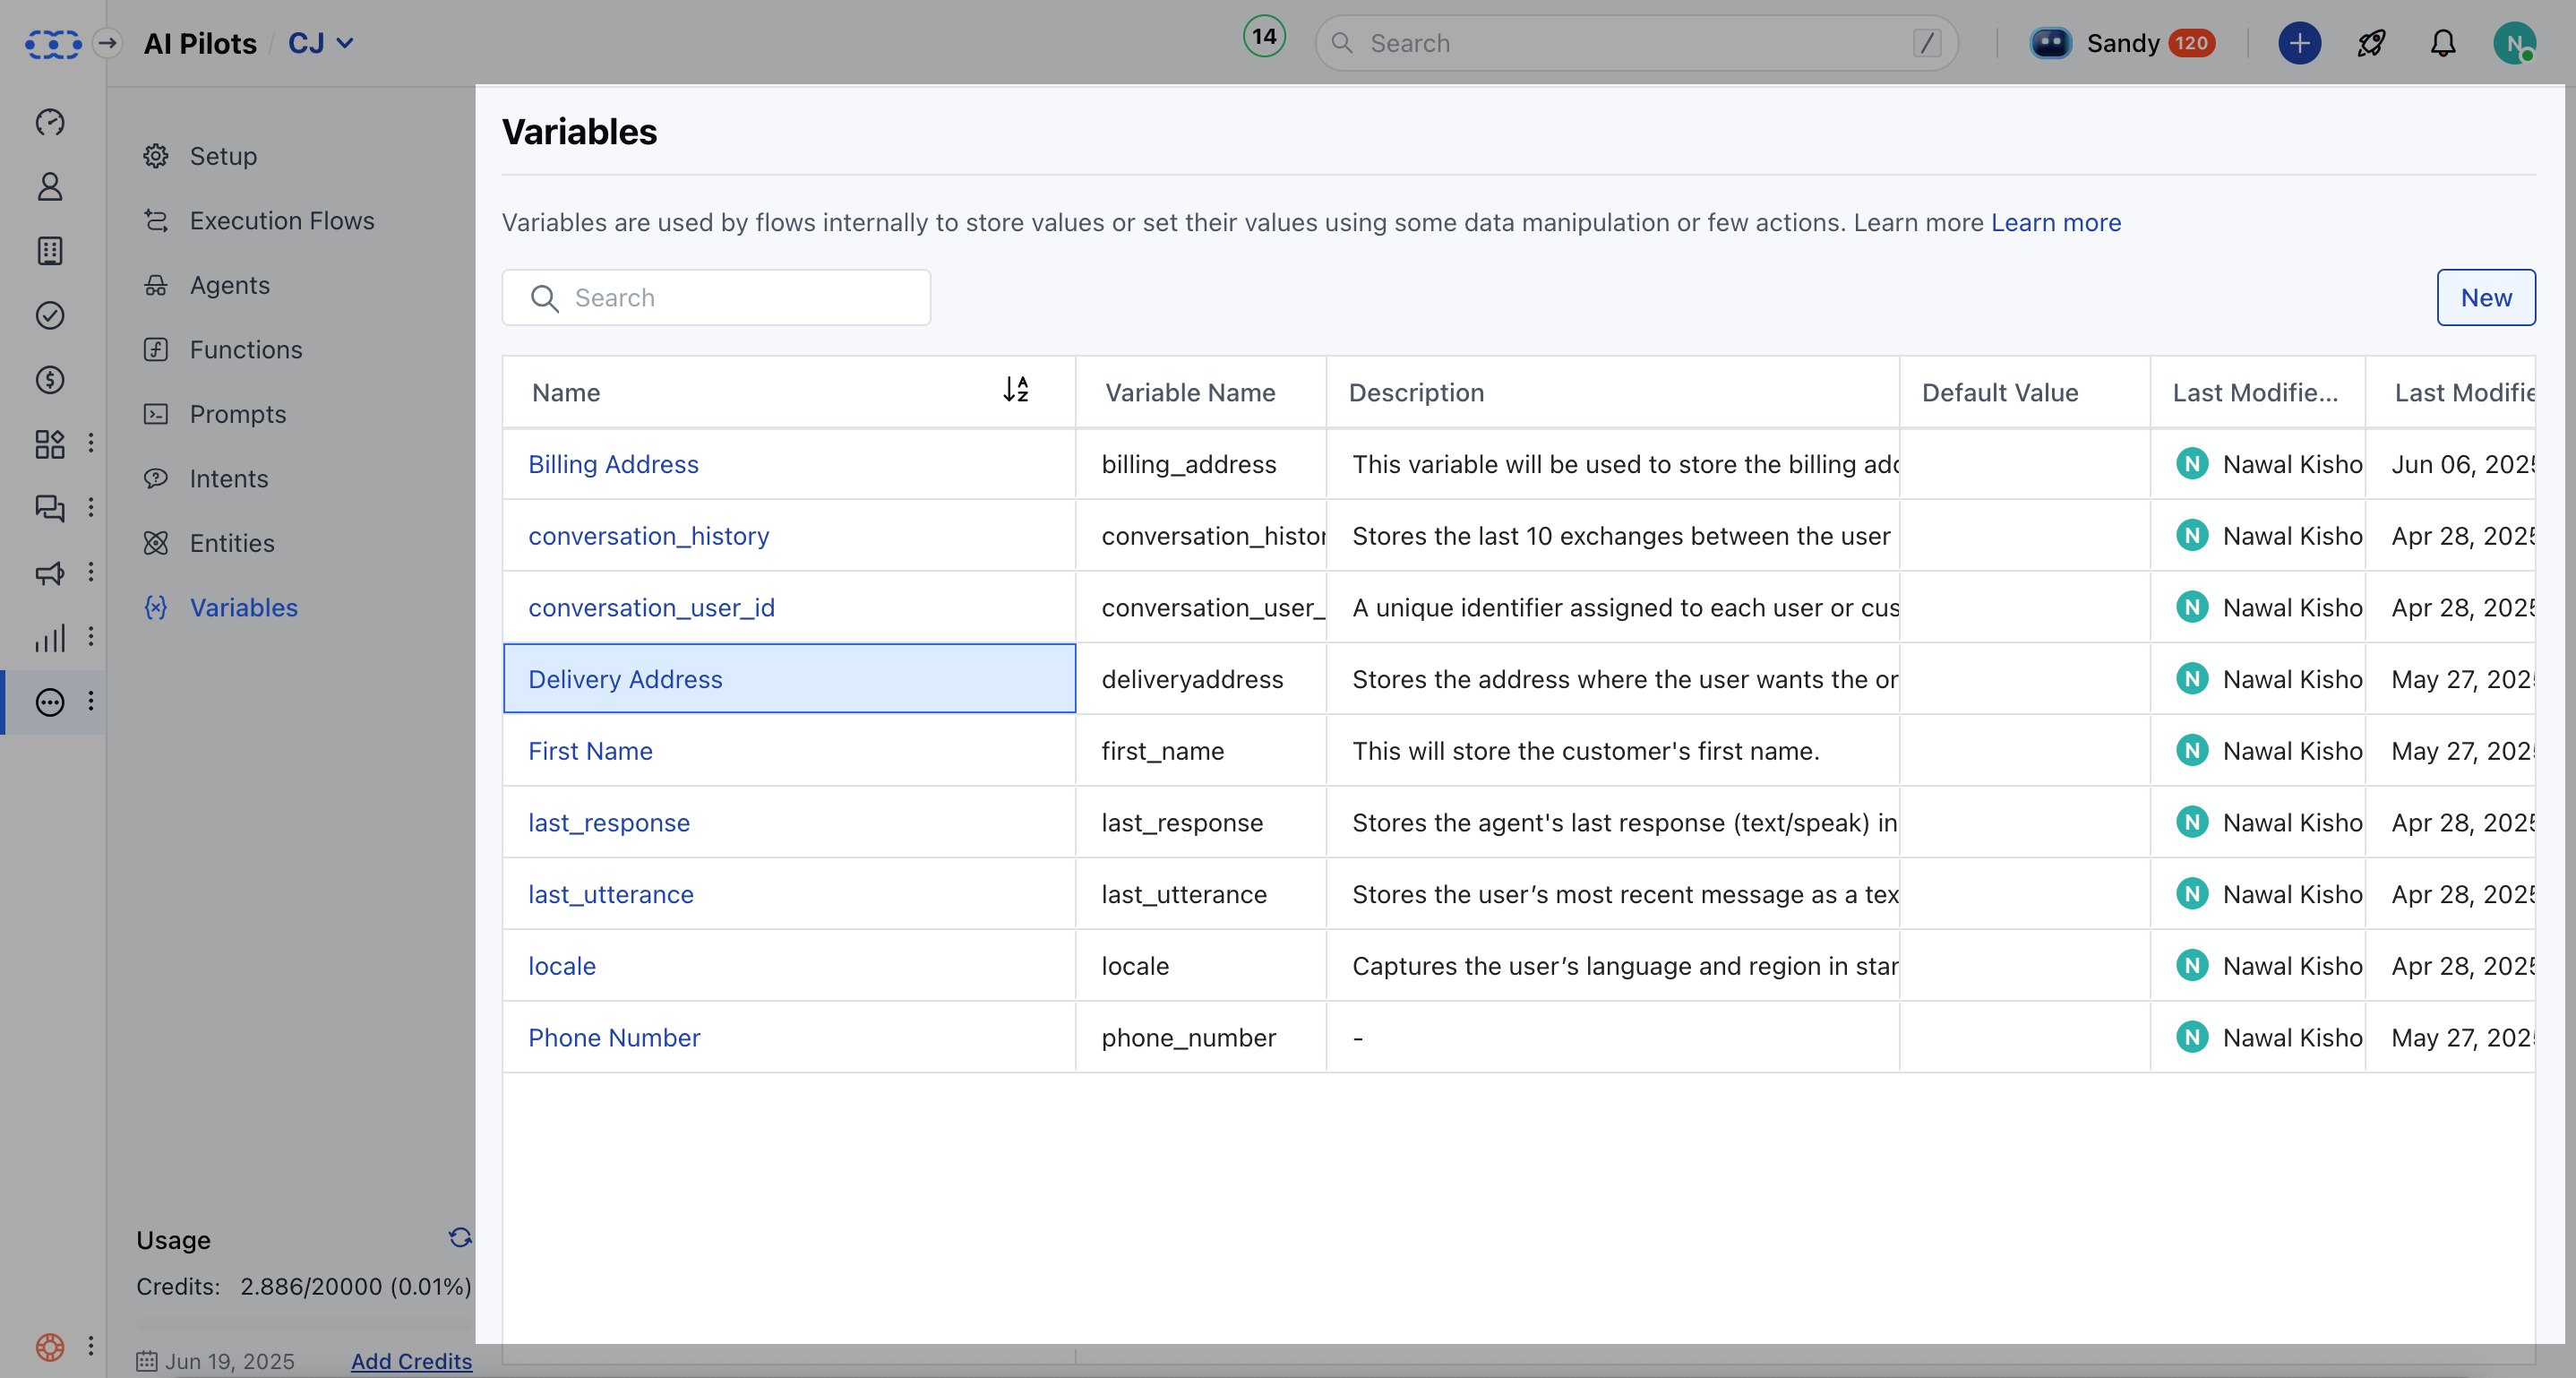 AI Pilots / CJ
14
Search /
Sandy 120
N
Setup
Execution Flows
Agents
Functions
Prompts
Intents
Entities
Variables
Usage
Credits: 2.886/20000 (0.01%)
Jun 19, 2025 Add Credits
Variables
Variables are used by flows internally to store values or set their values using some data manipulation or few actions. Learn more Learn more
Search
New
Name Variable Name Description Default Value Last Modifie... Last Modifie
Billing Address billing_address This variable will be used to store the billing add N Nawal Kisho Jun 06, 2025
conversation_history conversation_histor Stores the last 10 exchanges between the user N Nawal Kisho Apr 28, 2025
conversation_user_id conversation_user_ A unique identifier assigned to each user or cus N Nawal Kisho Apr 28, 2025
Delivery Address deliveryaddress Stores the address where the user wants the or N Nawal Kisho May 27, 202
First Name first_name This will store the customer's first name. N Nawal Kisho May 27, 202
last_response last_response Stores the agent's last response (text/speak) in N Nawal Kisho Apr 28, 2025
last_utterance last_utterance Stores the user’s most recent message as a tex N Nawal Kisho Apr 28, 2025
locale locale Captures the user’s language and region in star N Nawal Kisho Apr 28, 2025
Phone Number phone_number - N Nawal Kisho May 27, 202